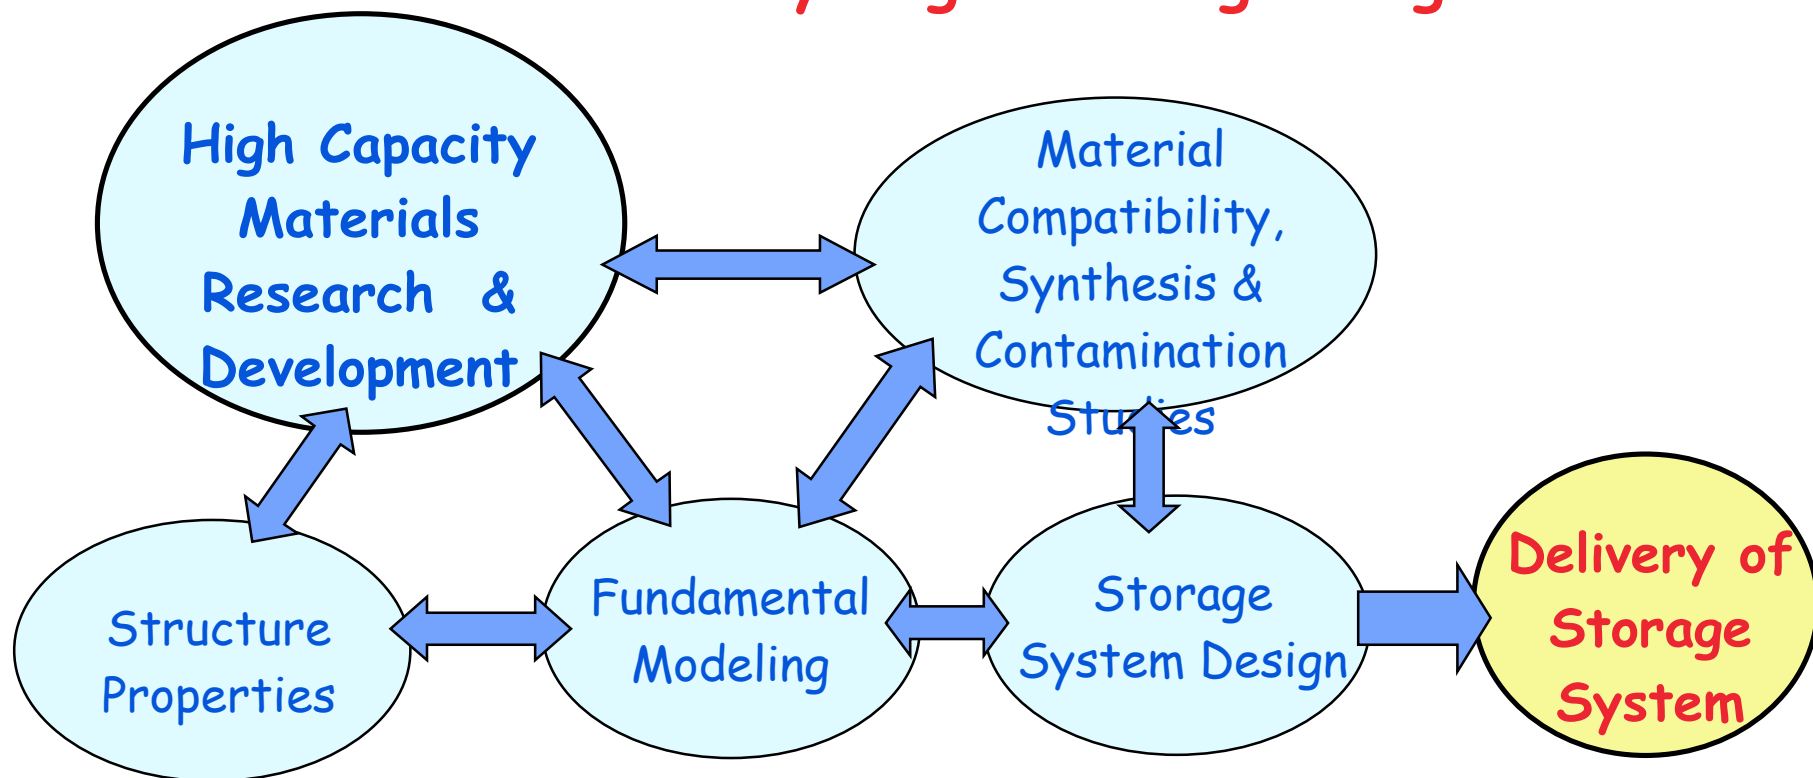 High Capacity
Materials
Research &
Development
Material
Compatibility,
Synthesis &
Contamination
Studies
Structure
Properties
Fundamental
Modeling
Storage
System Design
Delivery of
Storage
System